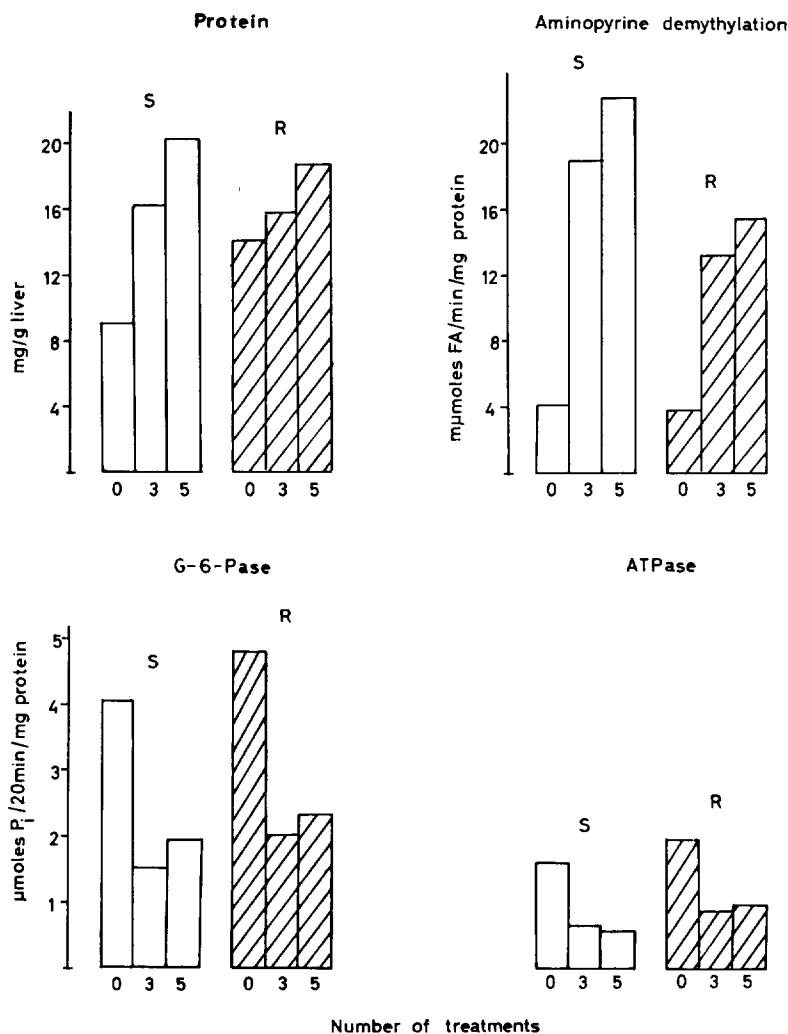 Protein
Aminopyrine demythylation
S
R
S
R
mg/g liver
20
16
12
8
4
0 3 5
0 3 5
mμmoles FA/min/mg protein
20
16
12
8
4
0 3 5
0 3 5
G-6-Pase
ATPase
S
R
S
R
μmoles Pi/20min/mg protein
5
4
3
2
1
0 3 5
0 3 5
0 3 5
0 3 5
Number of treatments